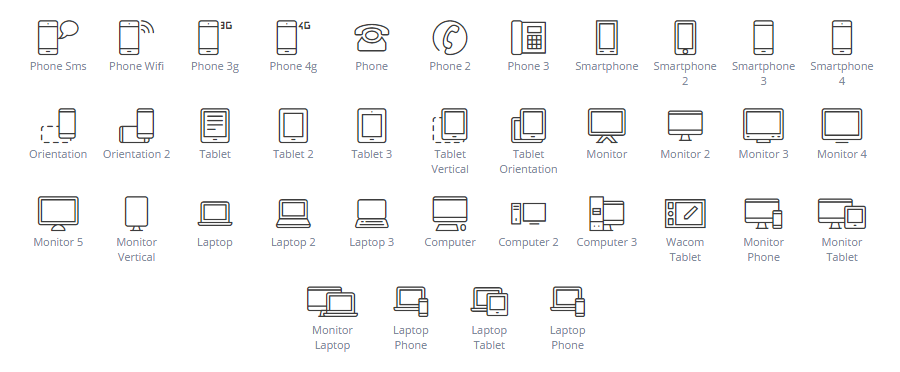 3G
4G
Phone Sms
Phone Wifi
Phone 3g
Phone 4g
Phone
Phone 2
Phone 3
Smartphone
Smartphone
2
Smartphone
3
Smartphone
4
Orientation
Orientation 2
Tablet
Tablet 2
Tablet 3
Tablet
Vertical
Tablet
Orientation
Monitor
Monitor 2
Monitor 3
Monitor 4
Monitor 5
Monitor
Vertical
Laptop
Laptop 2
Laptop 3
Computer
Computer 2
Computer 3
Wacom
Tablet
Monitor
Phone
Monitor
Tablet
Monitor
Laptop
Laptop
Phone
Laptop
Tablet
Laptop
Phone